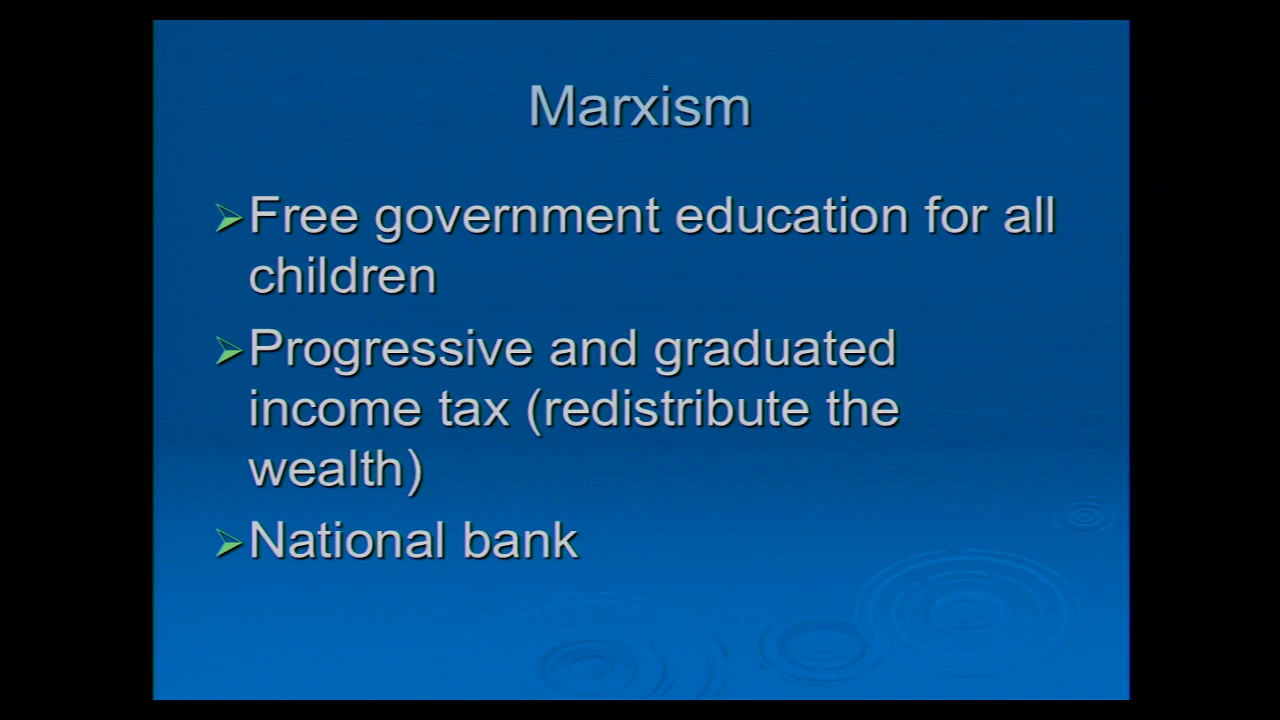 Marxism
Free government education for all
children
Progressive and graduated
income tax (redistribute the
wealth)
National bank